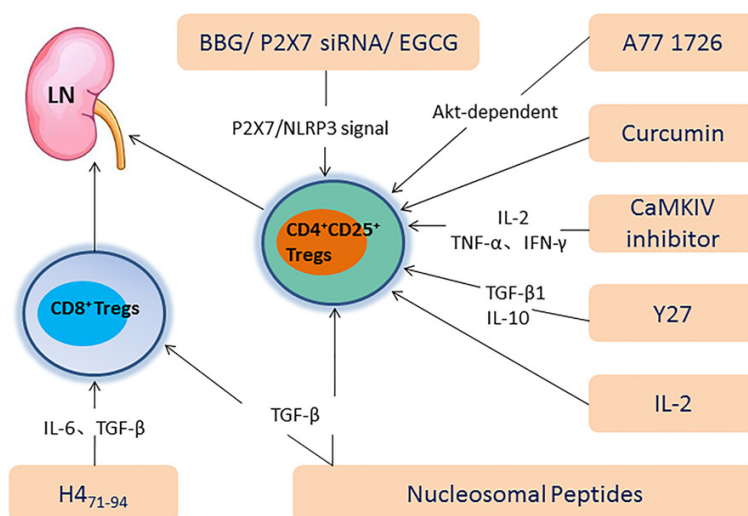 BBG/ P2X7 siRNA/ EGCG
A77 1726
LN
Akt-dependent
P2X7/NLRP3 signal
Curcumin
CD4⁺CD25⁺
Tregs
IL-2
TNF-α、IFN-γ
CaMKIV
inhibitor
CD8⁺Tregs
TGF-β1
IL-10
Y27
IL-2
IL-6、TGF-β
TGF-β
H4₇₁₋₉₄
Nucleosomal Peptides